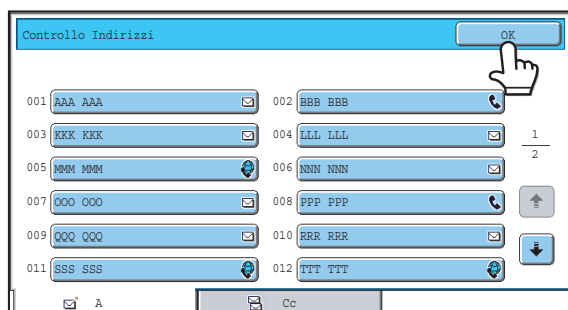 Controllo Indirizzi OK
001 AAA AAA 002 BBB BBB
003 KKK KKK 004 LLL LLL 1
005 MMM MMM 006 NNN NNN 2
007 OOO OOO 008 PPP PPP
009 QQQ QQQ 010 RRR RRR
011 SSS SSS 012 TTT TTT
A Cc